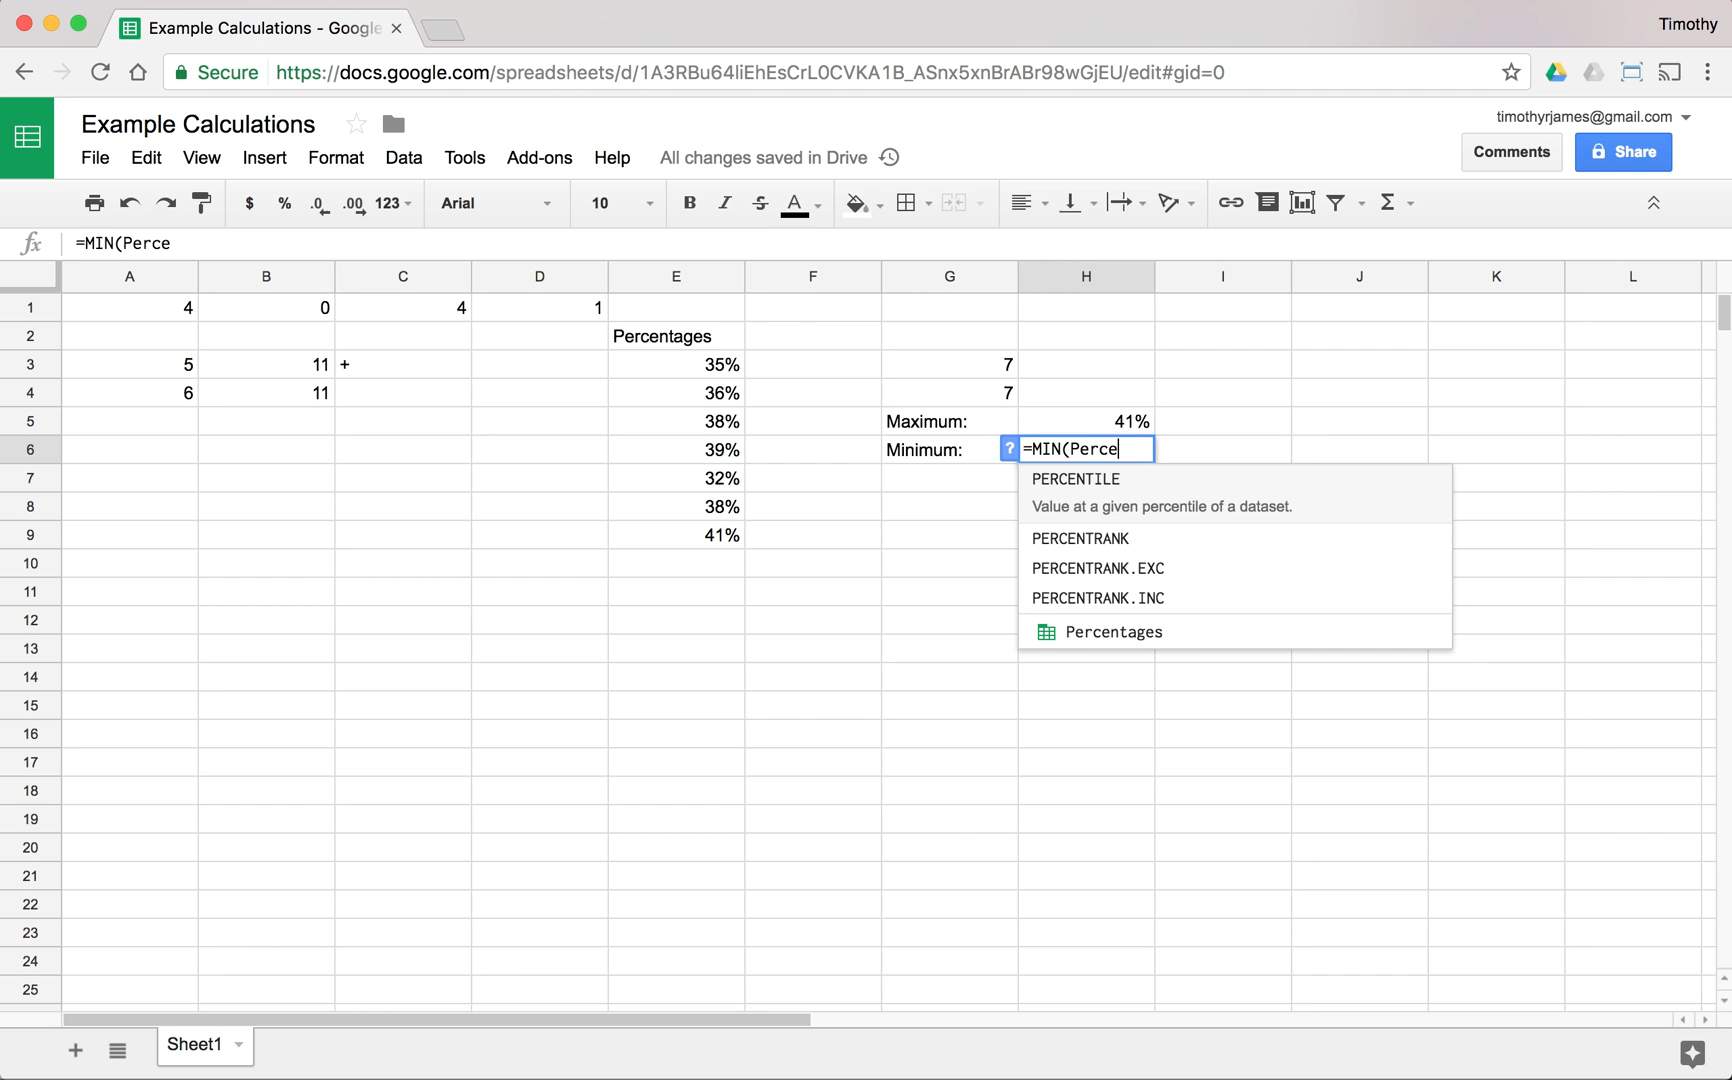 Example Calculations - Google
Timothy
Secure https://docs.google.com/spreadsheets/d/1A3RBu64liEhEsCrL0CVKA1B_ASnx5xnBrABr98wGjEU/edit#gid=0
Example Calculations
timothyrjames@gmail.com
File Edit View Insert Format Data Tools Add-ons Help All changes saved in Drive
Comments Share
$ % .0 .00 123 Arial 10 B I S A Σ
fx =MIN(Perce
A B C D E F G H I J K L
1 4 0 4 1
2 Percentages
3 5 11 + 35% 7
4 6 11 36% 7
5 38% Maximum: 41%
6 39% Minimum: ? =MIN(Perce
7 32%
PERCENTILE
8 38%
Value at a given percentile of a dataset.
9 41%
PERCENTRANK
10
PERCENTRANK.EXC
11
PERCENTRANK.INC
12
Percentages
13
14
15
16
17
18
19
20
21
22
23
24
25
+ Sheet1